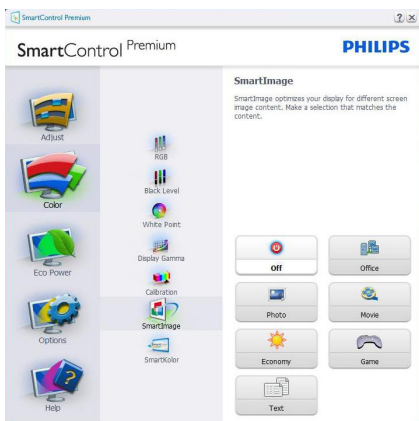 SmartControl Premium
SmartControl Premium
PHILIPS
Adjust
Color
Eco Power
Options
Help
RGB
Black Level
White Point
Display Gamma
Calibration
SmartImage
SmartKolor
SmartImage
SmartImage optimizes your display for different screen
image content. Make a selection that matches the
content.
Off
Office
Photo
Movie
Economy
Game
Text